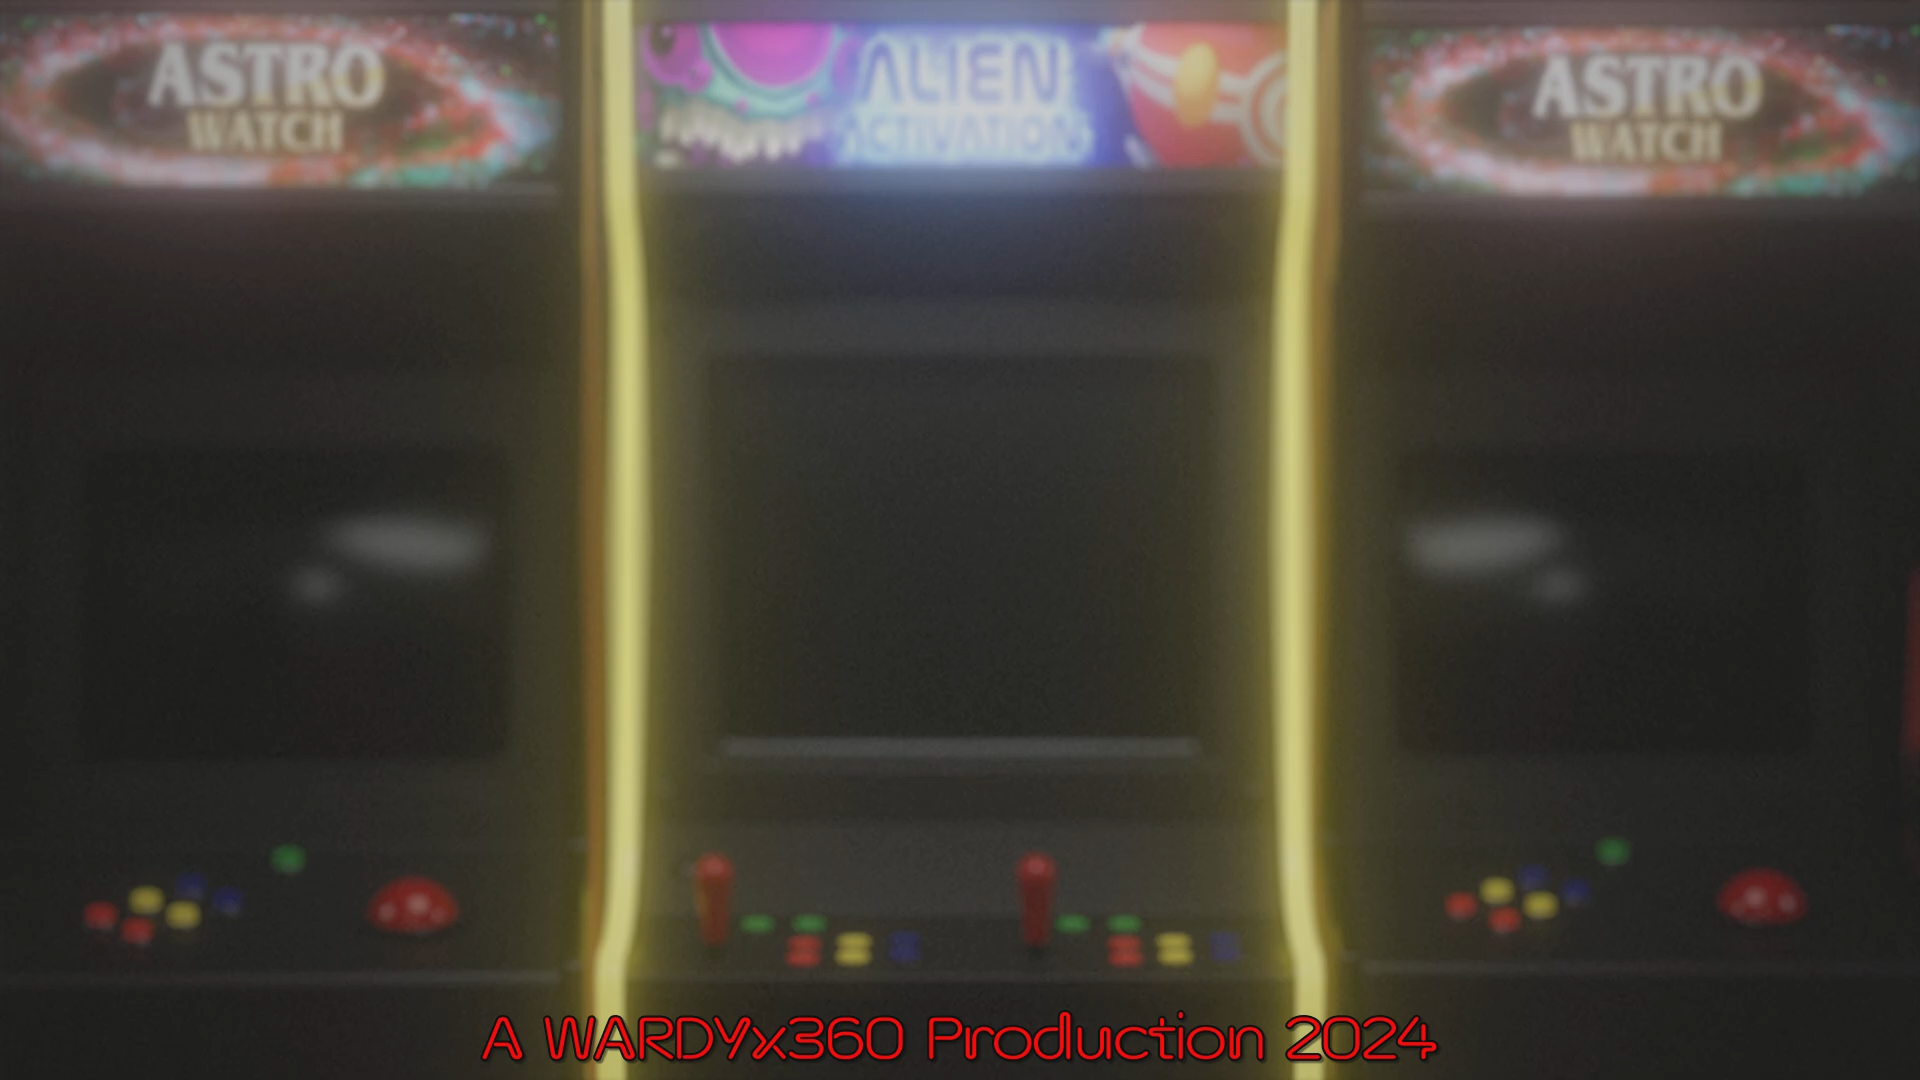 ASTRO
WATCH
ALIEN
ACTIVATION
ASTRO
WATCH
A WARDYx360 Production 2024